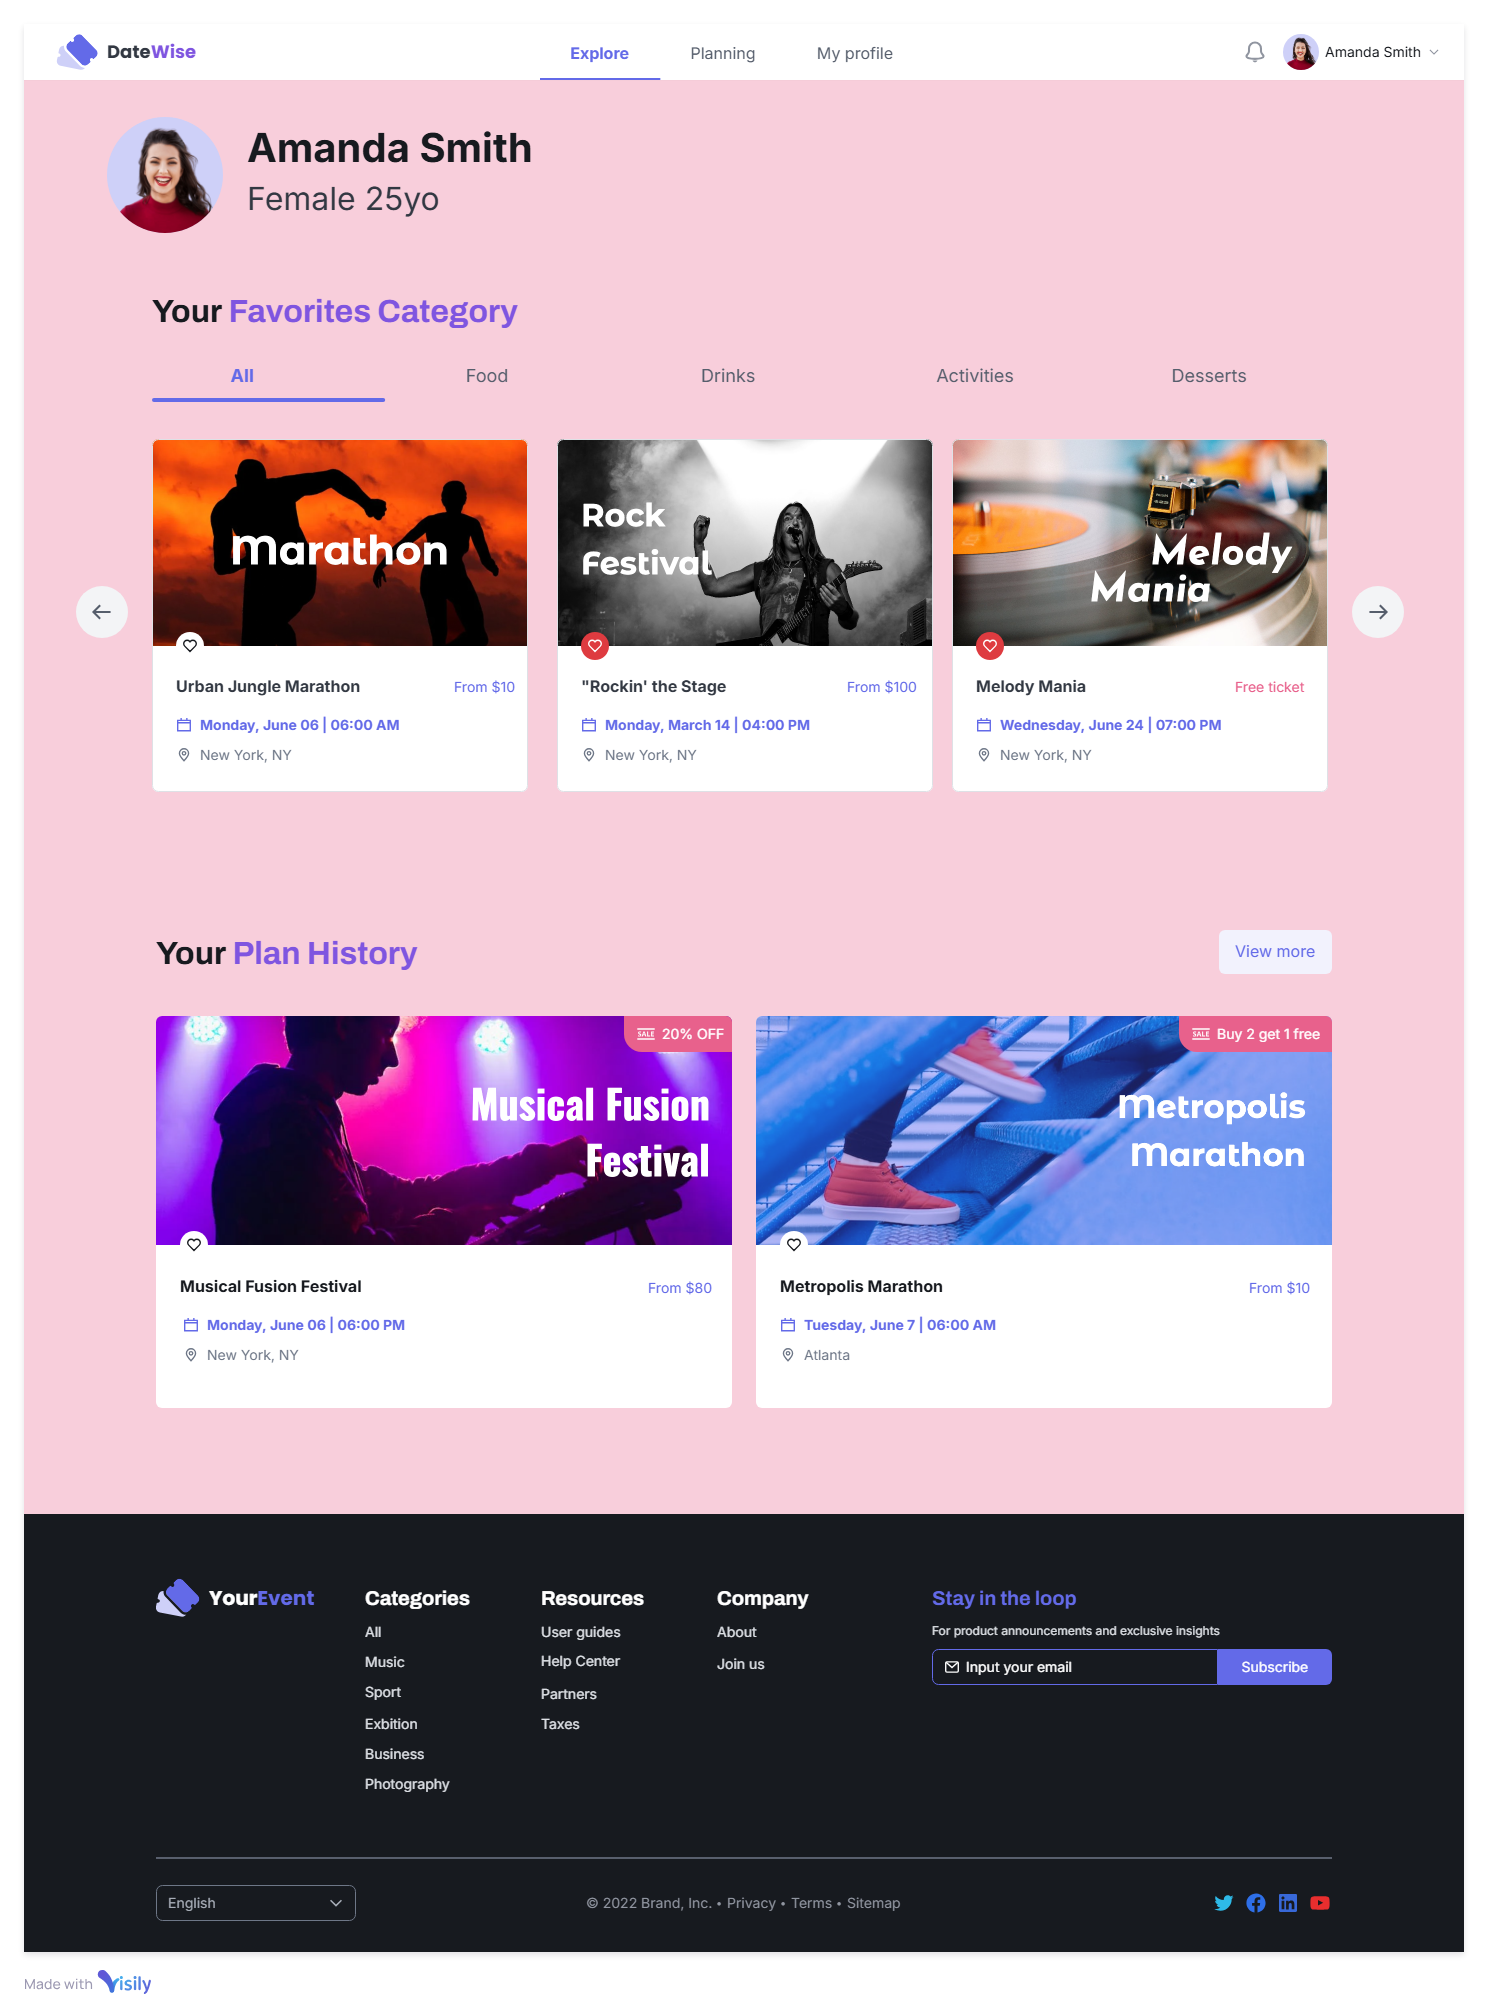 DateWise
Explore
Planning
My profile
Amanda Smith
Amanda Smith
Female 25yo
Your Favorites Category
All
Food
Drinks
Activities
Desserts
Marathon
Rock
Festival
Melody
Mania
Urban Jungle Marathon
From $10
Monday, June 06 | 06:00 AM
New York, NY
"Rockin' the Stage
From $100
Monday, March 14 | 04:00 PM
New York, NY
Melody Mania
Free ticket
Wednesday, June 24 | 07:00 PM
New York, NY
Your Plan History
View more
SALE 20% OFF
Musical Fusion
Festival
SALE Buy 2 get 1 free
Metropolis
Marathon
Musical Fusion Festival
From $80
Monday, June 06 | 06:00 PM
New York, NY
Metropolis Marathon
From $10
Tuesday, June 7 | 06:00 AM
Atlanta
YourEvent
Categories
All
Music
Sport
Exbition
Business
Photography
Resources
User guides
Help Center
Partners
Taxes
Company
About
Join us
Stay in the loop
For product announcements and exclusive insights
Input your email
Subscribe
English
© 2022 Brand, Inc. • Privacy • Terms • Sitemap
Made with Visily